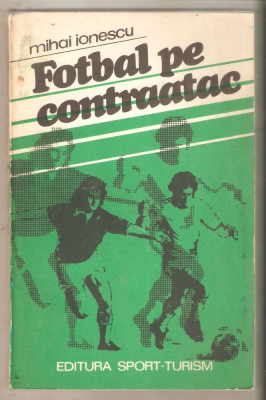 mihai ionescu
Fotbal pe
contraatac
EDITURA SPORT-TURISM